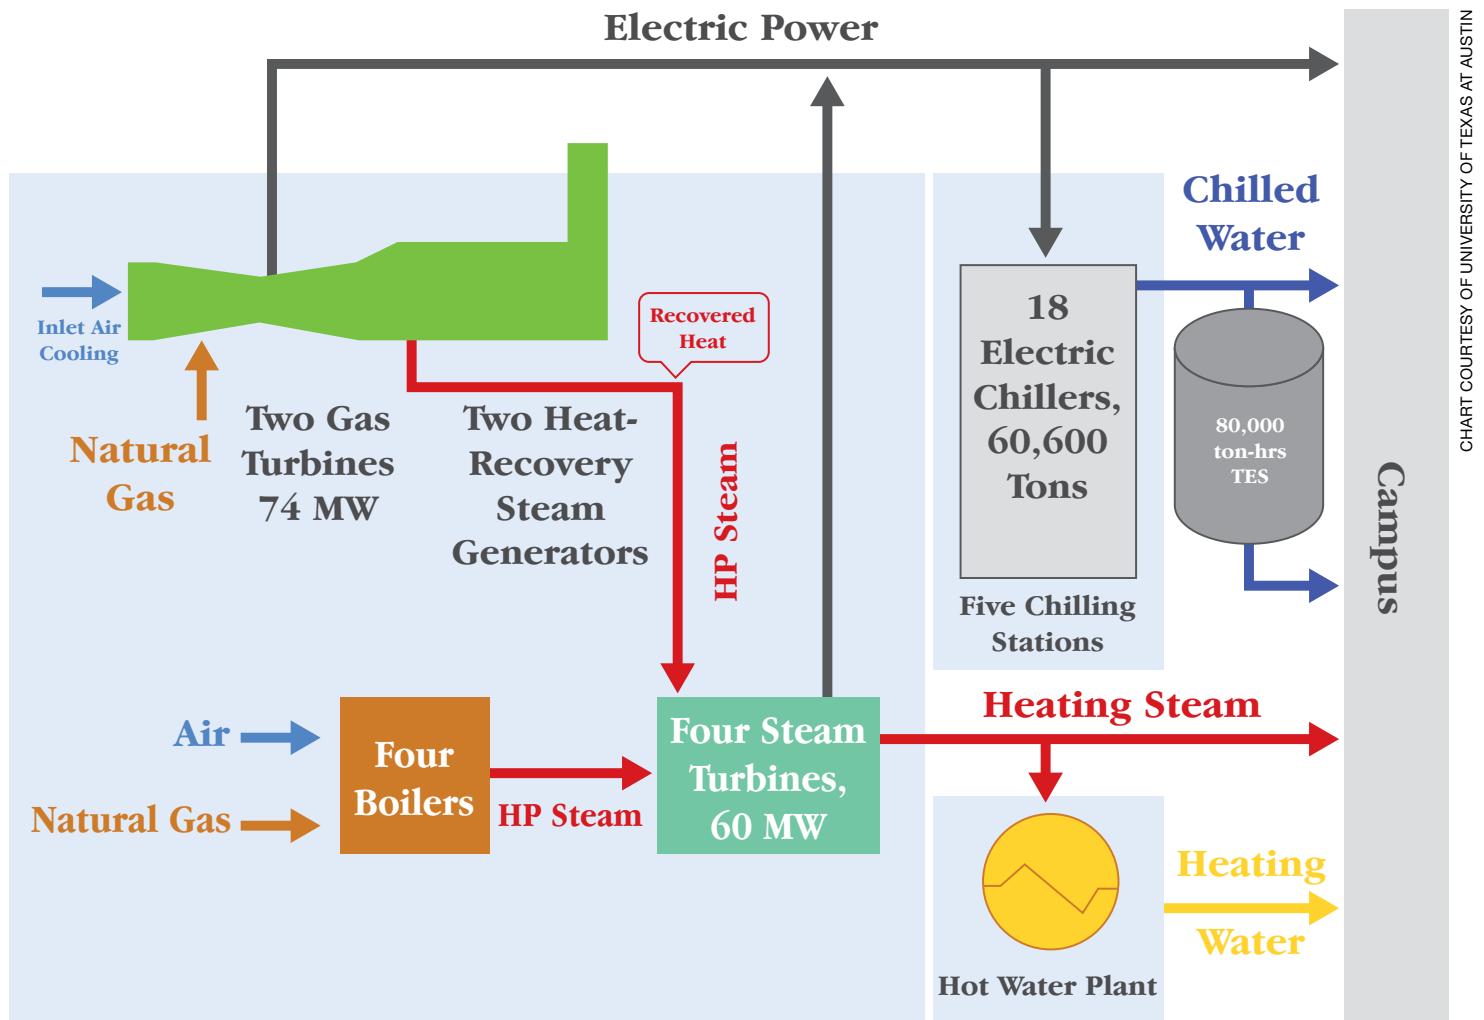 Electric Power
CHART COURTESY OF UNIVERSITY OF TEXAS AT AUSTIN
Chilled
Water
Inlet Air
Cooling
Recovered
Heat
18
Electric
Chillers,
60,600
Tons
Natural
Gas
Two Gas
Turbines
74 MW
Two Heat-
Recovery
Steam
Generators
HP Steam
80,000
ton-hrs
TES
Campus
Five Chilling
Stations
Air
Natural Gas
Four
Boilers
HP Steam
Four Steam
Turbines,
60 MW
Heating Steam
Heating
Water
Hot Water Plant